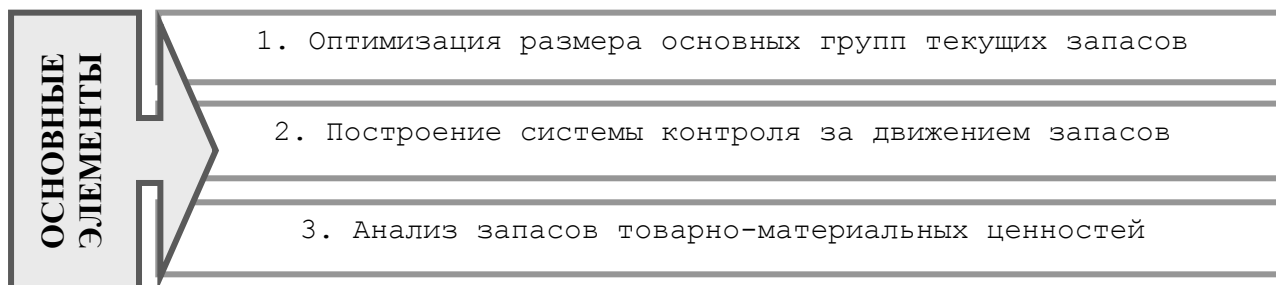 ОСНОВНЫЕ
ЭЛЕМЕНТЫ
1. Оптимизация размера основных групп текущих запасов
2. Построение системы контроля за движением запасов
3. Анализ запасов товарно-материальных ценностей